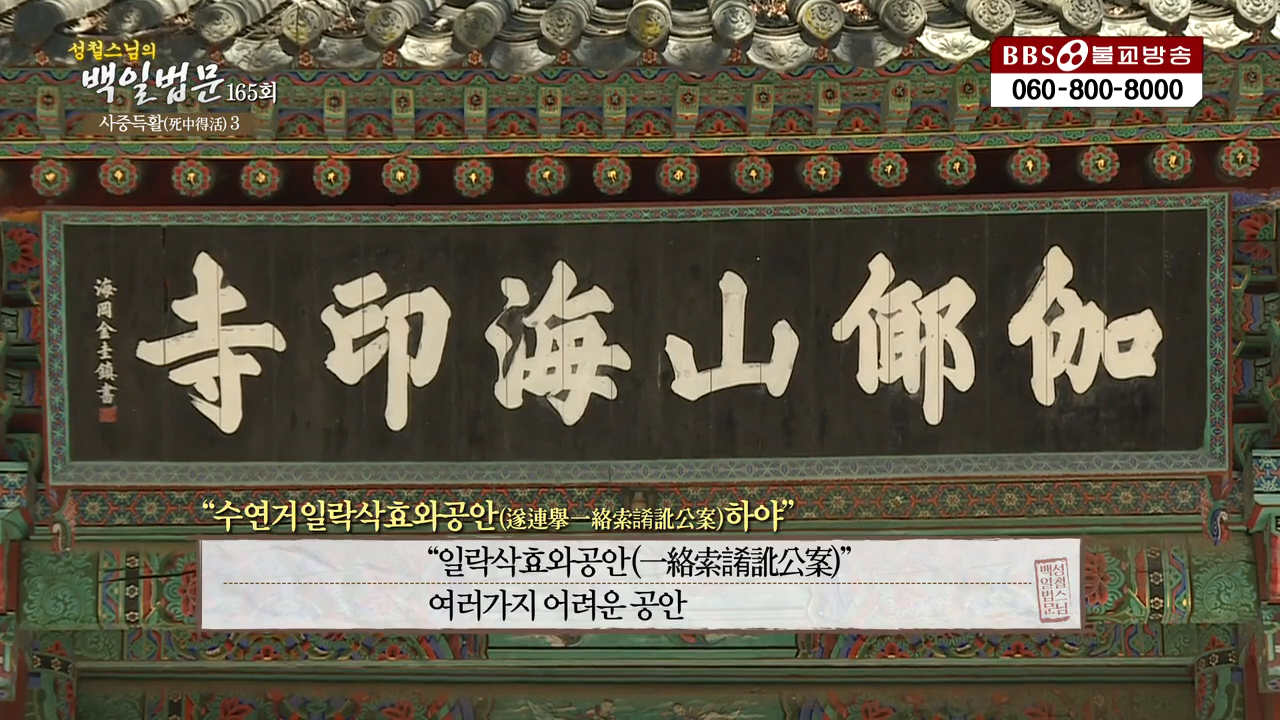 성철스님의
백일법문 165회
사중득활(死中得活) 3
BBS 불교방송
060-800-8000
伽倻山海印寺
海岡金圭鎭書
“수연거일락삭효와공안(遂連擧一絡索誵訛公案)하야”
“일락삭효와공안(一絡索誵訛公案)”
여러가지 어려운 공안
성철스님
백일법문